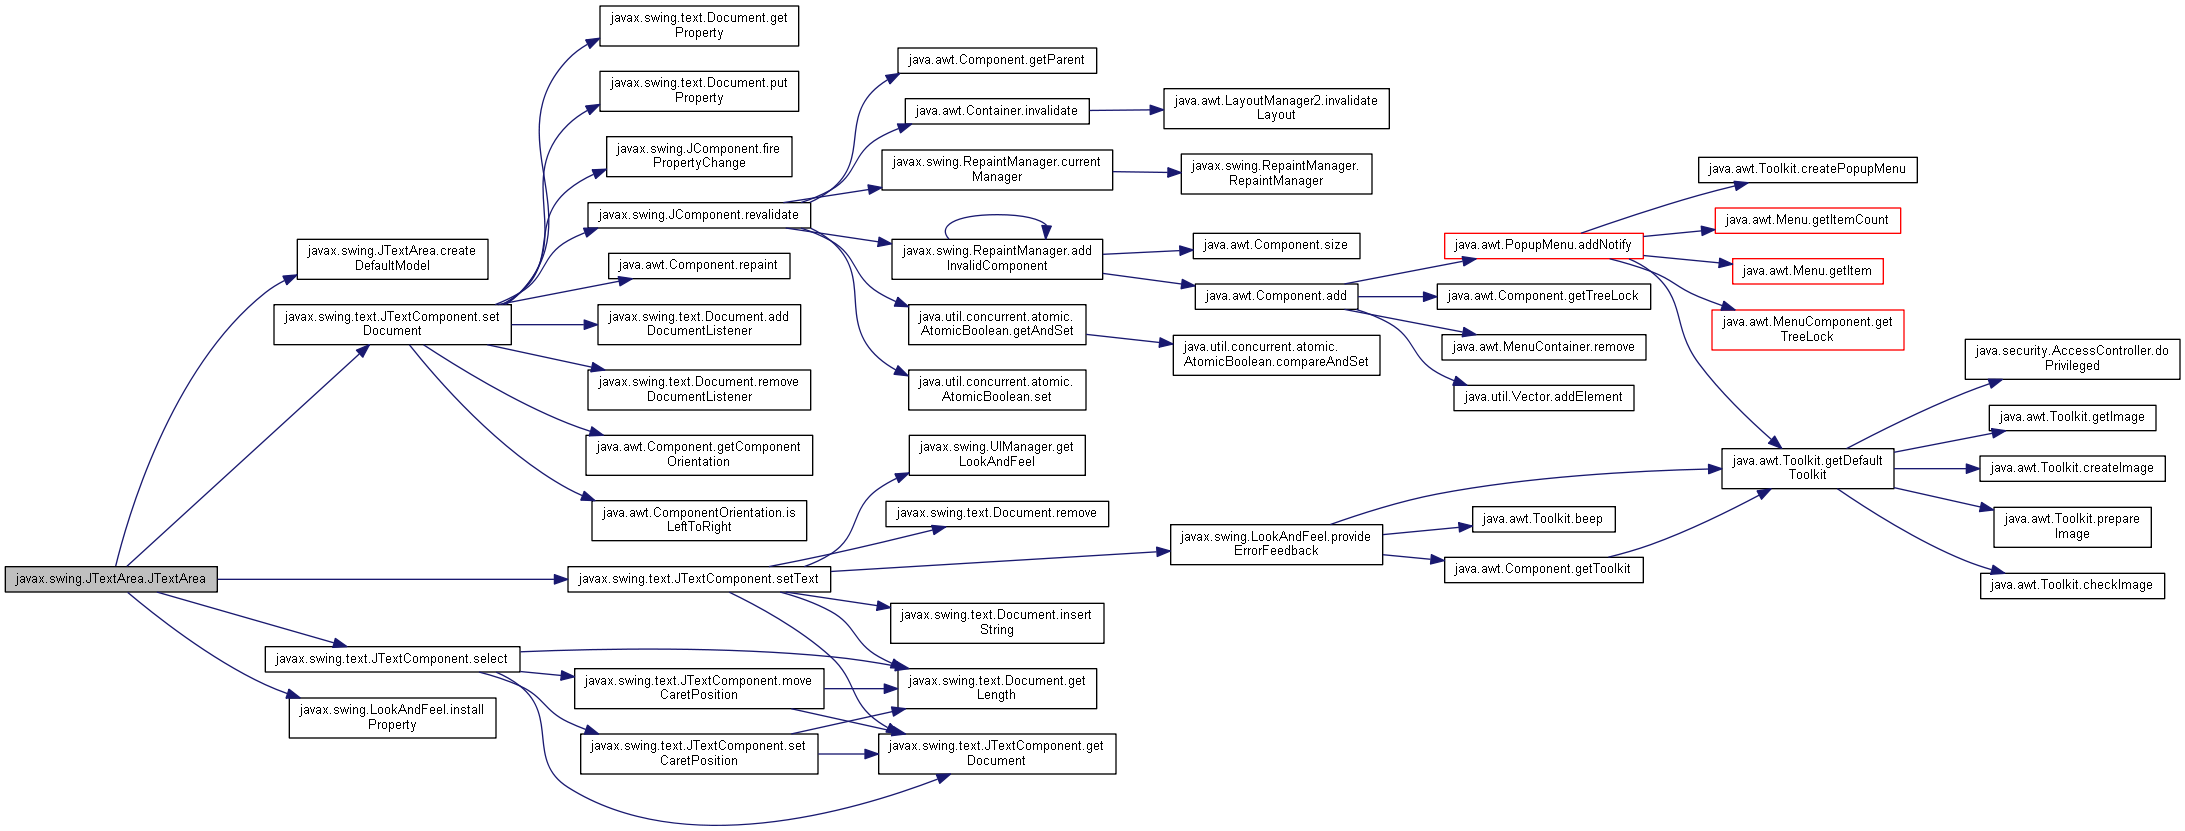 javax.swing.JTextArea.JTextArea
javax.swing.JTextArea.create
DefaultModel
javax.swing.text.JTextComponent.set
Document
javax.swing.text.JTextComponent.setText
javax.swing.text.JTextComponent.select
javax.swing.LookAndFeel.install
Property
javax.swing.text.Document.get
Property
javax.swing.text.Document.put
Property
javax.swing.JComponent.fire
PropertyChange
javax.swing.JComponent.revalidate
java.awt.Component.repaint
javax.swing.text.Document.add
DocumentListener
javax.swing.text.Document.remove
DocumentListener
java.awt.Component.getComponent
Orientation
java.awt.ComponentOrientation.is
LeftToRight
javax.swing.text.JTextComponent.move
CaretPosition
javax.swing.text.JTextComponent.set
CaretPosition
java.awt.Component.getParent
java.awt.Container.invalidate
javax.swing.RepaintManager.current
Manager
javax.swing.RepaintManager.add
InvalidComponent
java.util.concurrent.atomic.
AtomicBoolean.getAndSet
java.util.concurrent.atomic.
AtomicBoolean.set
javax.swing.UIManager.get
LookAndFeel
javax.swing.text.Document.remove
javax.swing.text.Document.insert
String
javax.swing.text.Document.get
Length
javax.swing.text.JTextComponent.get
Document
java.awt.LayoutManager2.invalidate
Layout
javax.swing.RepaintManager.
RepaintManager
java.awt.Component.size
java.awt.Component.add
java.util.concurrent.atomic.
AtomicBoolean.compareAndSet
javax.swing.LookAndFeel.provide
ErrorFeedback
java.awt.PopupMenu.addNotify
java.awt.Component.getTreeLock
java.awt.MenuContainer.remove
java.util.Vector.addElement
java.awt.Toolkit.beep
java.awt.Component.getToolkit
java.awt.Toolkit.createPopupMenu
java.awt.Menu.getItemCount
java.awt.Menu.getItem
java.awt.MenuComponent.get
TreeLock
java.awt.Toolkit.getDefault
Toolkit
java.security.AccessController.do
Privileged
java.awt.Toolkit.getImage
java.awt.Toolkit.createImage
java.awt.Toolkit.prepare
Image
java.awt.Toolkit.checkImage